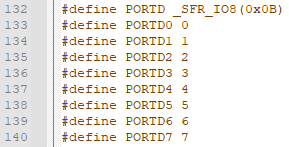 132 #define PORTD _SFR_IO8(0x0B)
133 #define PORTD0 0
134 #define PORTD1 1
135 #define PORTD2 2
136 #define PORTD3 3
137 #define PORTD4 4
138 #define PORTD5 5
139 #define PORTD6 6
140 #define PORTD7 7